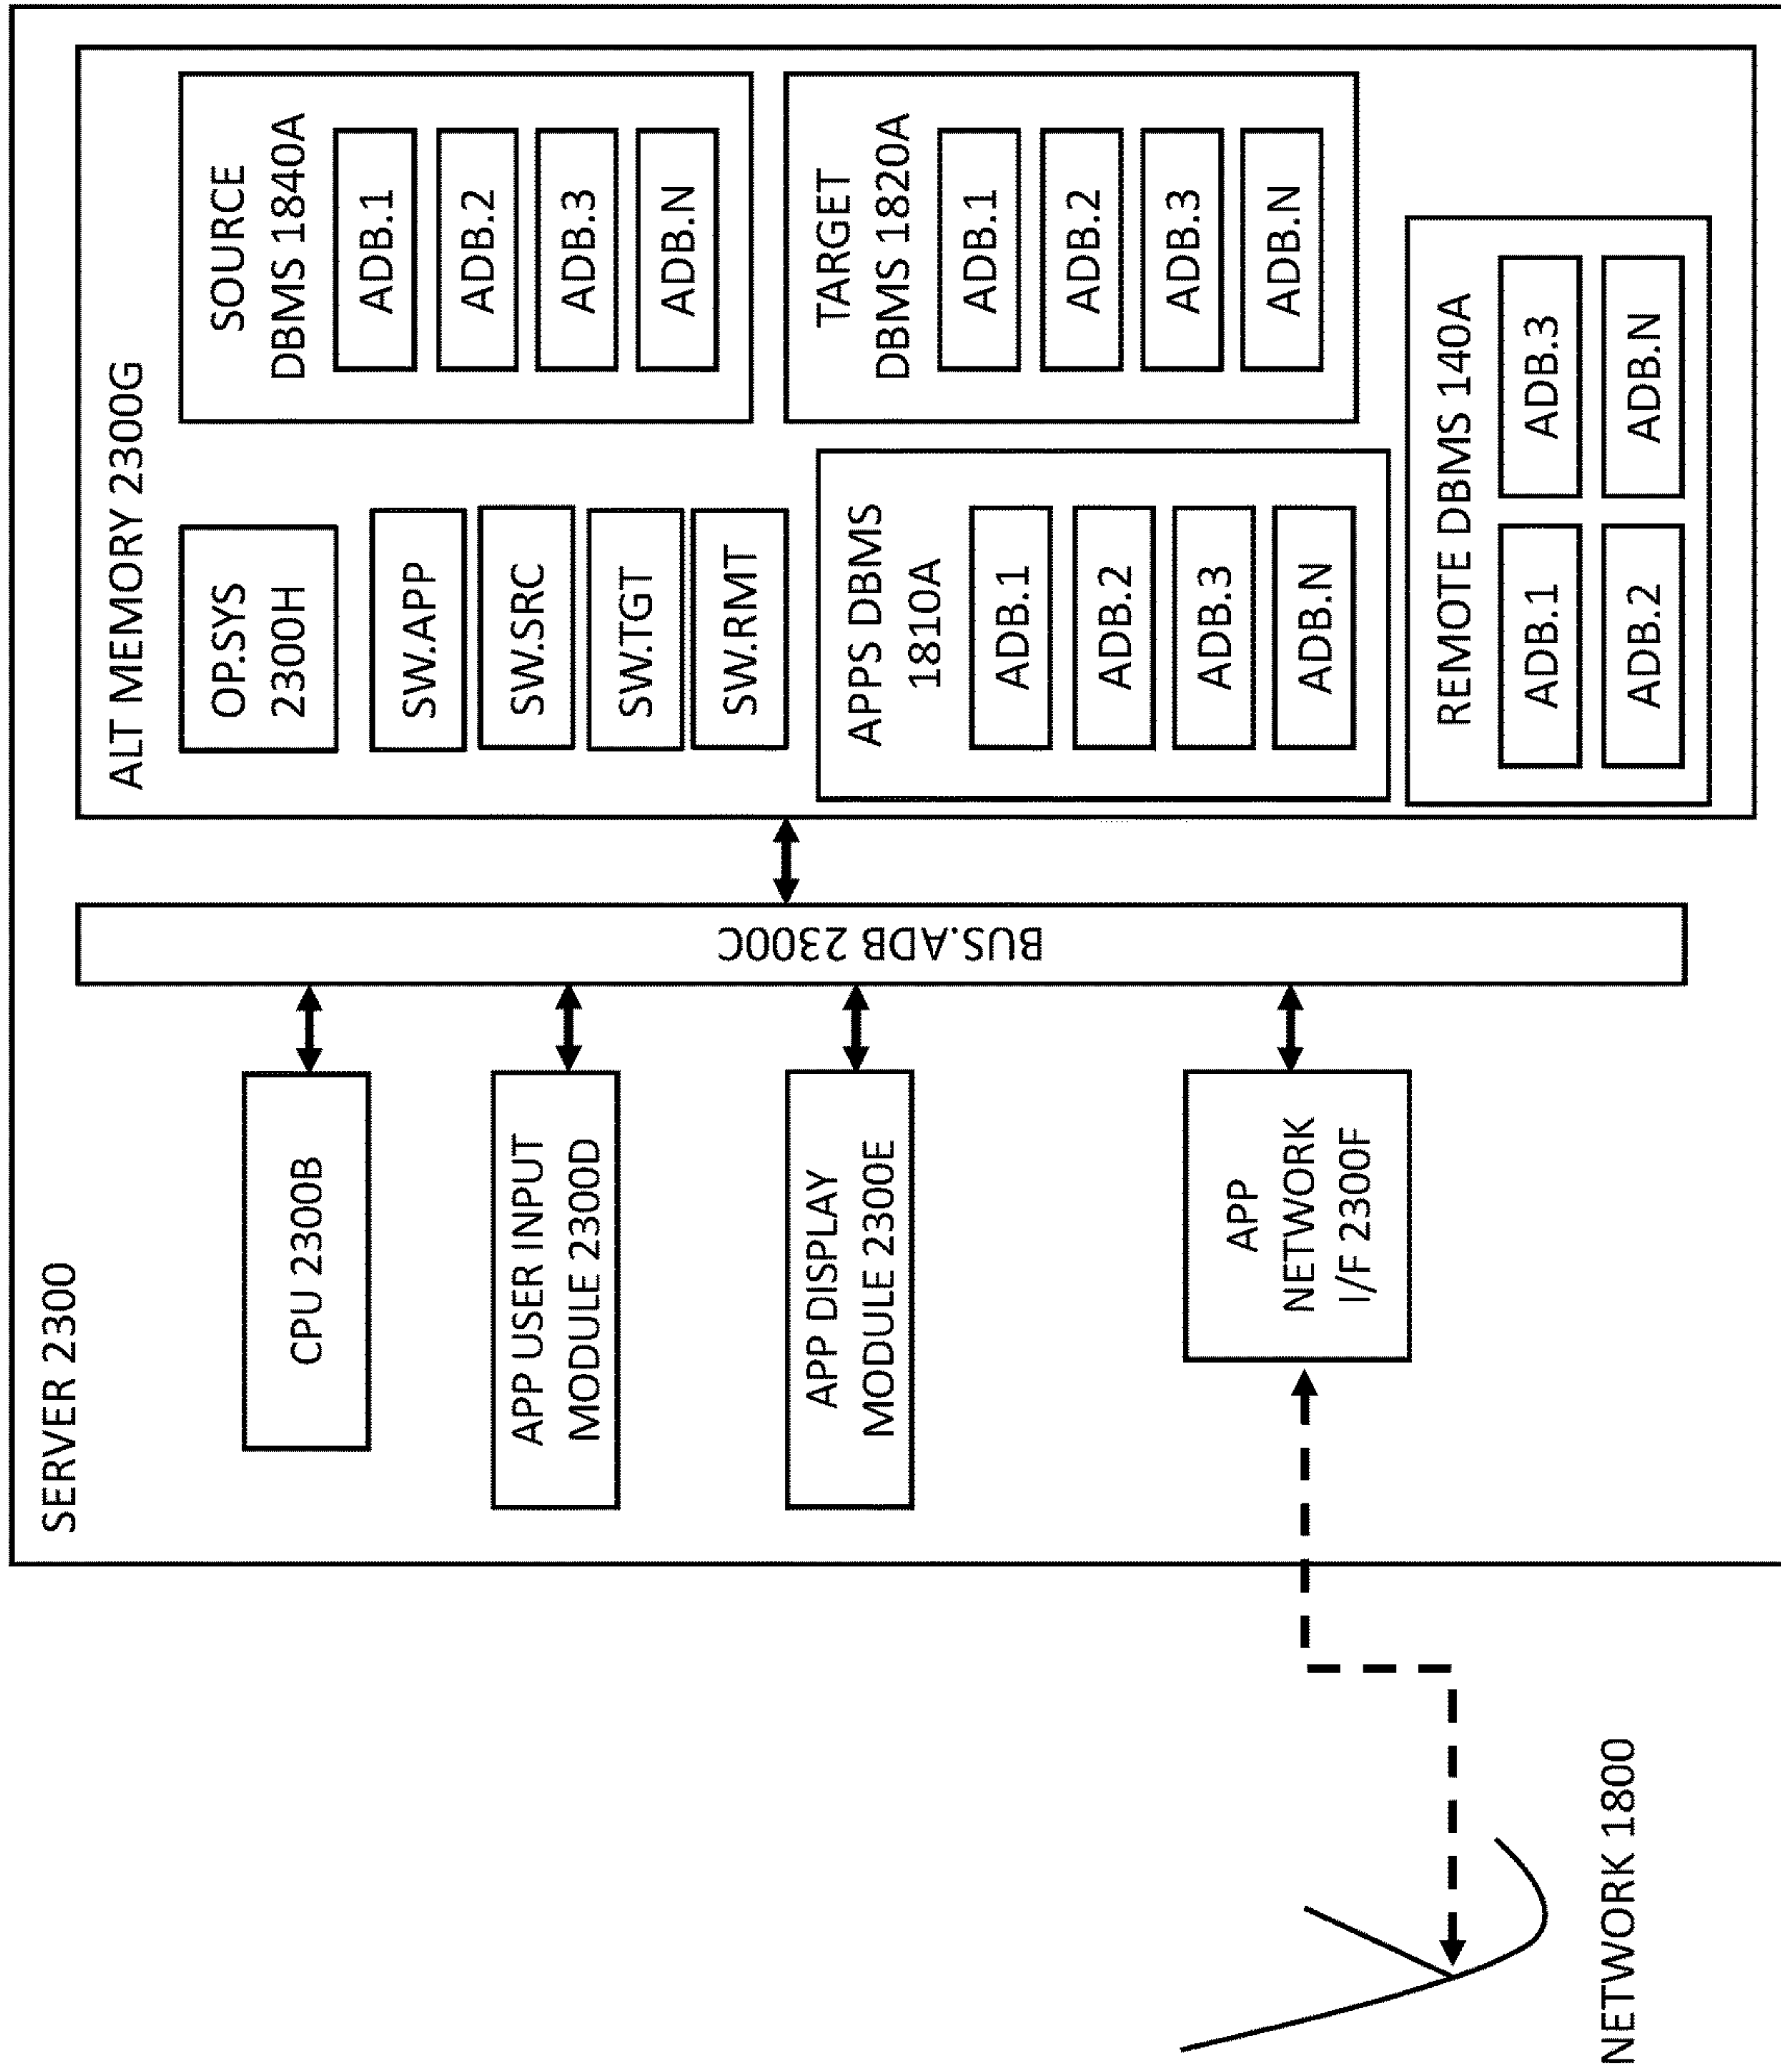 SERVER 2300
CPU 2300B
APP USER INPUT
MODULE 2300D
APP DISPLAY
MODULE 2300E
APP
NETWORK
I/F 2300F
NETWORK 1800
BUS.ADB 2300C
ALT MEMORY 2300G
OP.SYS
2300H
SW.APP
SW.SRC
SW.TGT
SW.RMT
SOURCE
DBMS 1840A
ADB.1
ADB.2
ADB.3
ADB.N
APPS DBMS
1810A
ADB.1
ADB.2
ADB.3
ADB.N
TARGET
DBMS 1820A
ADB.1
ADB.2
ADB.3
ADB.N
REMOTE DBMS 140A
ADB.1
ADB.3
ADB.2
ADB.N